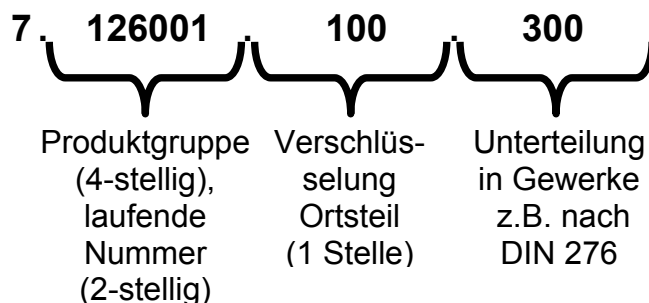 7. 126001 . 100 . 300
Produktgruppe
(4-stellig),
laufende
Nummer
(2-stellig)
Verschlüs-
selung
Ortsteil
(1 Stelle)
Unterteilung
in Gewerke
z.B. nach
DIN 276